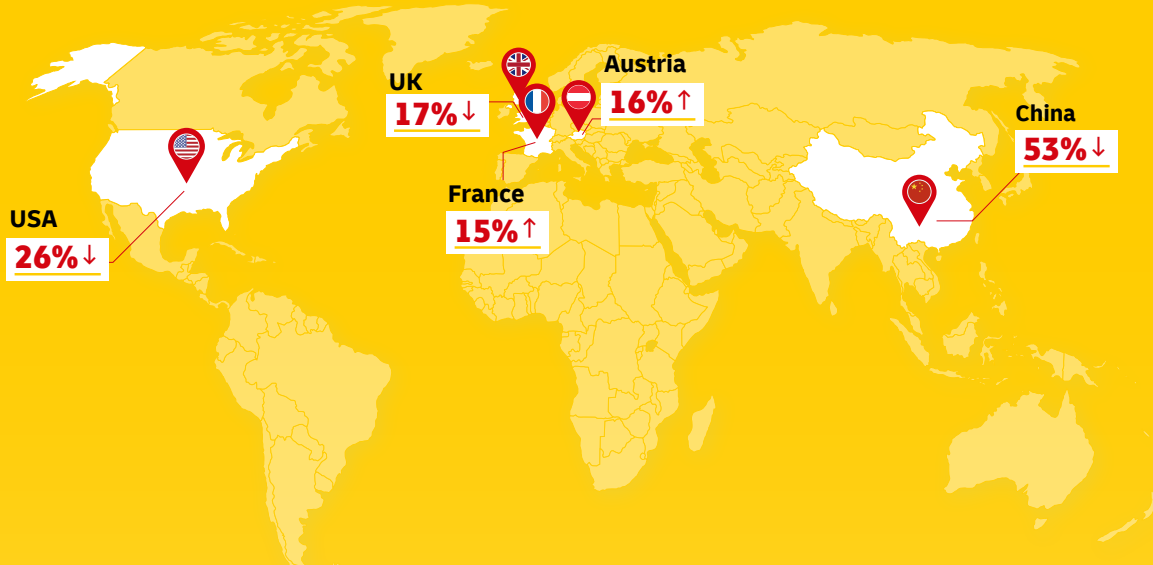 UK
17%↓
Austria
16%↑
China
53%↓
France
15%↑
USA
26%↓